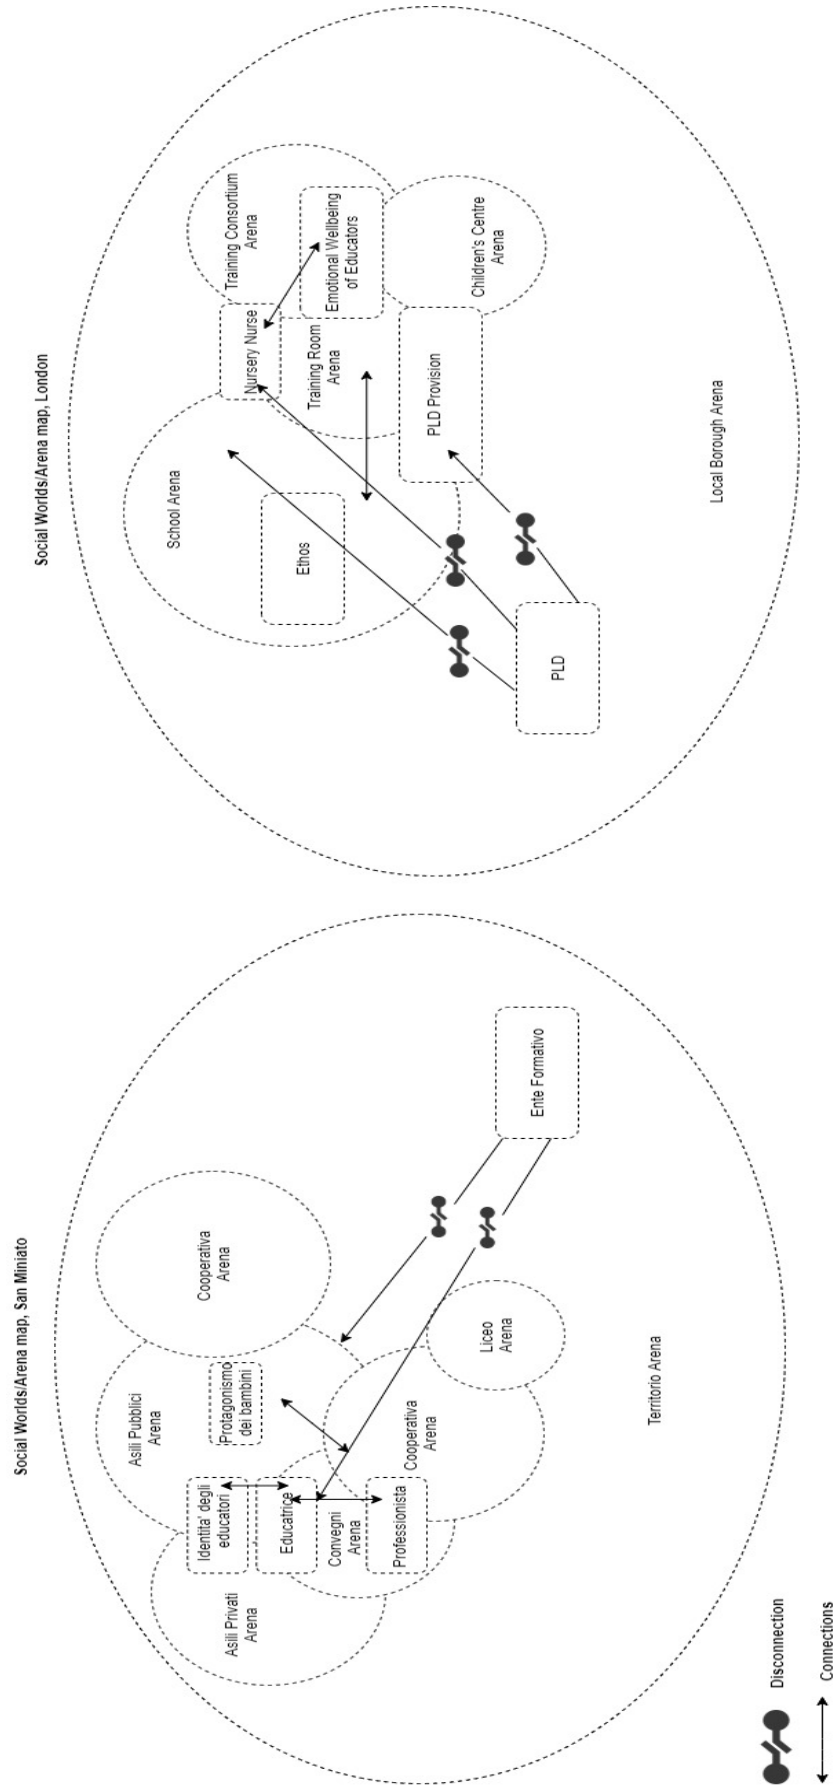 Social Worlds/Arena map, San Miniato
Asili Pubblici
Arena
Cooperativa
Arena
Identita' degli
educatori
Protagonismo
dei bambini
Asili Privati
Arena
Educatrice
Convegni
Arena
Professionista
Cooperativa
Arena
Liceo
Arena
Ente Formativo
Territorio Arena
Disconnection
Connections
Social Worlds/Arena map, London
School Arena
Training Consortium
Arena
Nursery Nurse
Ethos
Training Room
Arena
Emotional Wellbeing
of Educators
PLD Provision
Children's Centre
Arena
PLD
Local Borough Arena